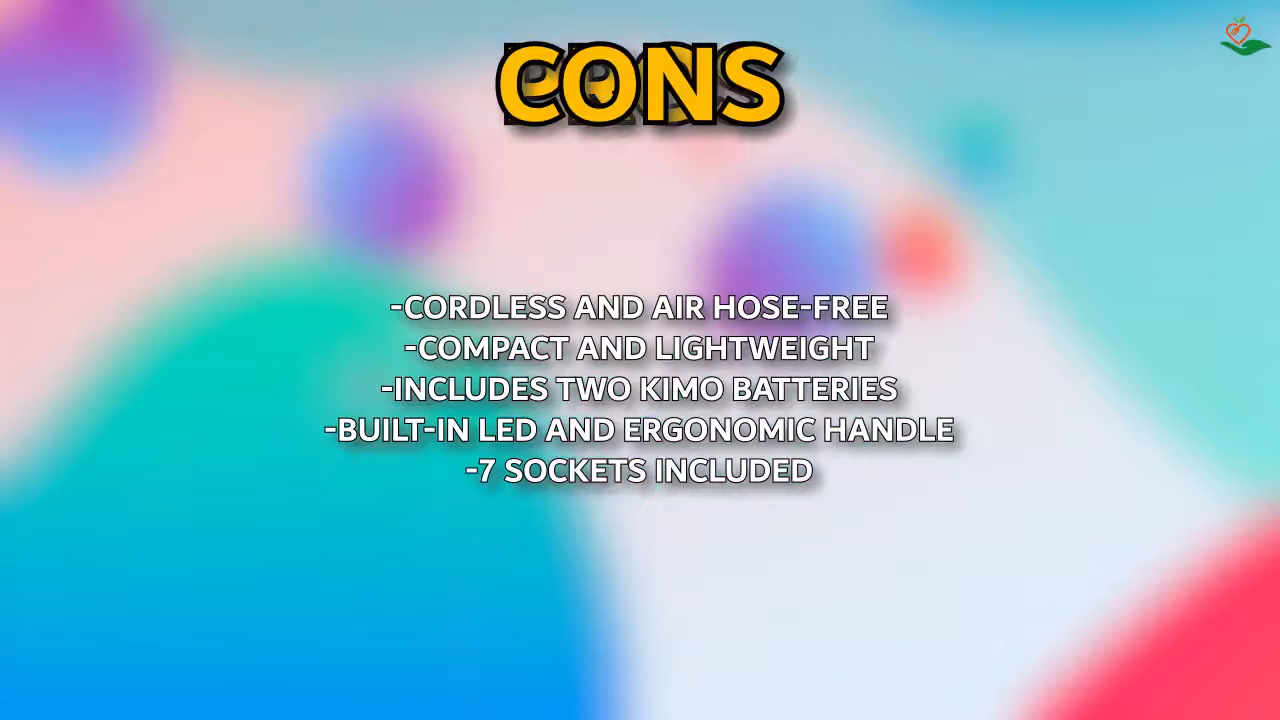 CONS
-CORDLESS AND AIR HOSE-FREE
-COMPACT AND LIGHTWEIGHT
-INCLUDES TWO KIMO BATTERIES
-BUILT-IN LED AND ERGONOMIC HANDLE
-7 SOCKETS INCLUDED